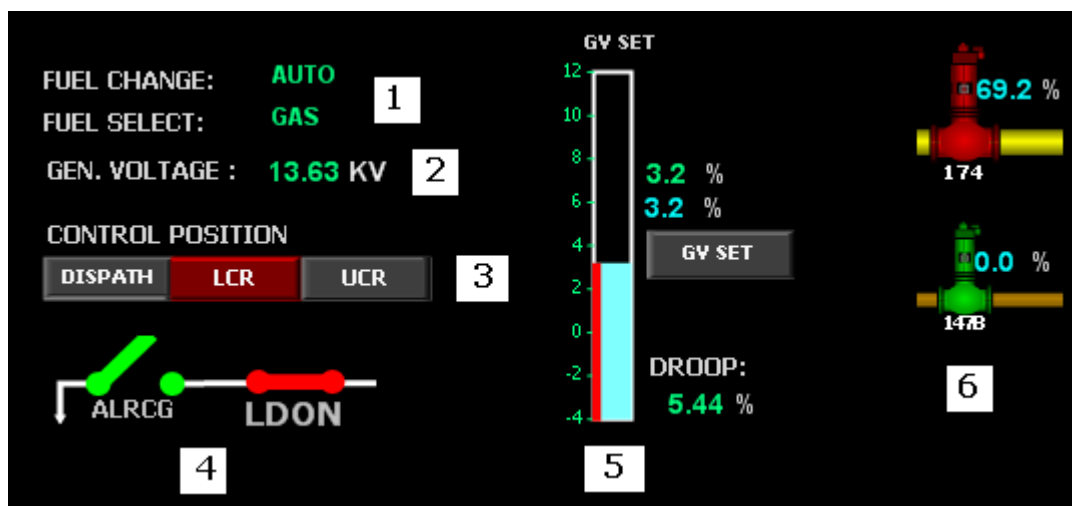 FUEL CHANGE: AUTO
FUEL SELECT: GAS
1
GEN. VOLTAGE : 13.63 KV
2
CONTROL POSITION
DISPATH LCR UCR
3
ALRCG LDON
4
GV SET
12
10
8
6
4
2
0
-2
-4
3.2 %
3.2 %
GV SET
DROOP:
5.44 %
5
69.2 %
174
0.0 %
147B
6